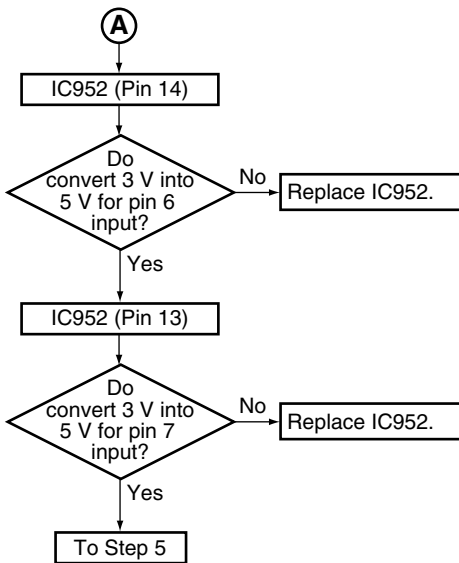 A
IC952 (Pin 14)
Do
convert 3 V into
5 V for pin 6
input?
No
Replace IC952.
Yes
IC952 (Pin 13)
Do
convert 3 V into
5 V for pin 7
input?
No
Replace IC952.
Yes
To Step 5